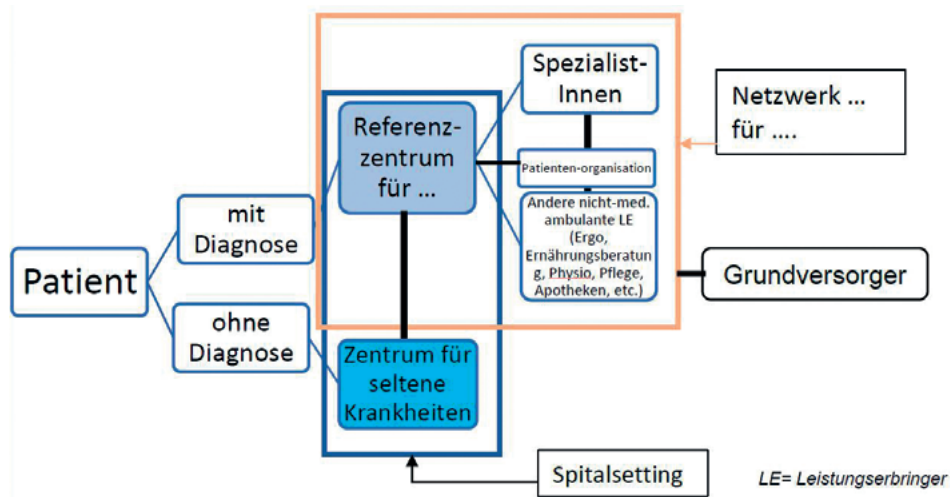 Patient
mit
Diagnose
ohne
Diagnose
Referenz-
zentrum
für ...
Zentrum für
seltene
Krankheiten
Spezialist-
Innen
Patienten-organisation
Andere nicht-med.
ambulante LE
(Ergo,
Ernährungsberatun
g, Physio, Pflege,
Apotheken, etc.)
Netzwerk ...
für ....
Grundversorger
Spitalsetting
LE= Leistungserbringer